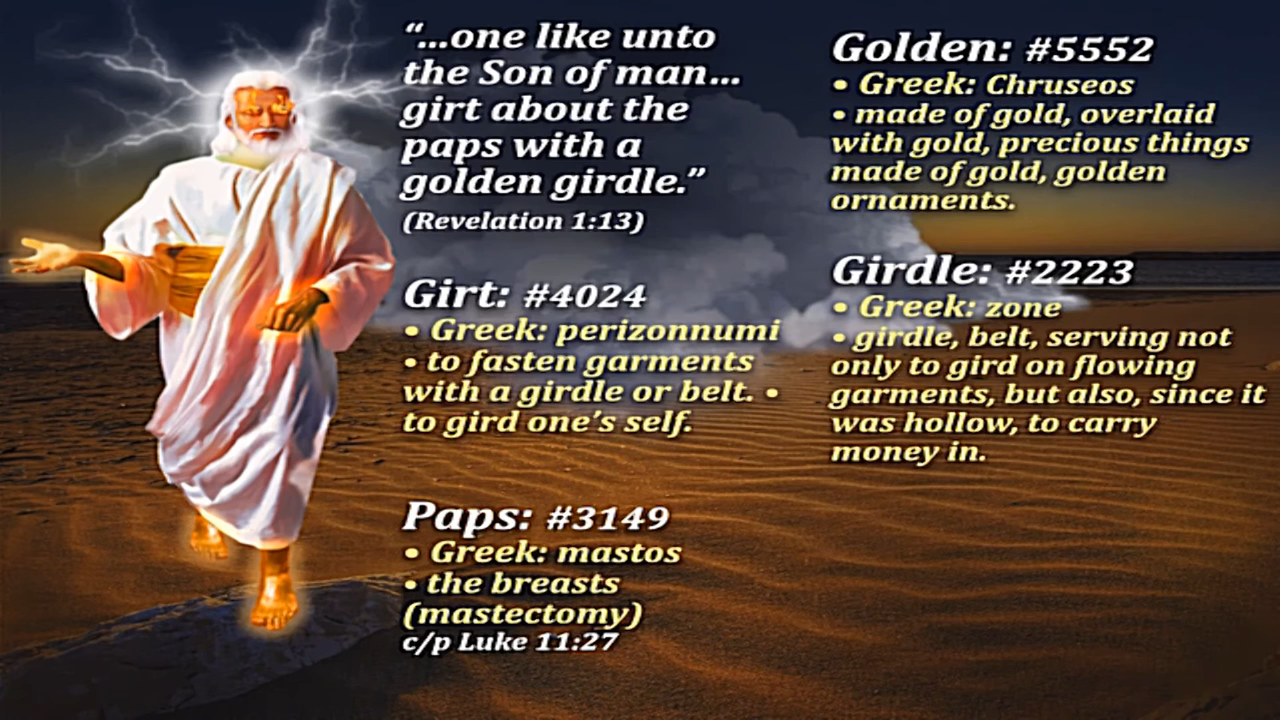 “...one like unto
the Son of man...
girt about the
paps with a
golden girdle.”
(Revelation 1:13)
Girt: #4024
• Greek: perizonnumi
• to fasten garments
with a girdle or belt. •
to gird one’s self.
Paps: #3149
• Greek: mastos
• the breasts
(mastectomy)
c/p Luke 11:27
Golden: #5552
• Greek: Chruseos
• made of gold, overlaid
with gold, precious things
made of gold, golden
ornaments.
Girdle: #2223
• Greek: zone
• girdle, belt, serving not
only to gird on flowing
garments, but also, since it
was hollow, to carry
money in.